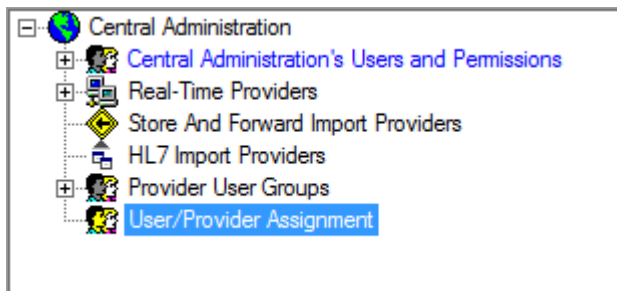 Central Administration
Central Administration's Users and Permissions
Real-Time Providers
Store And Forward Import Providers
HL7 Import Providers
Provider User Groups
User/Provider Assignment